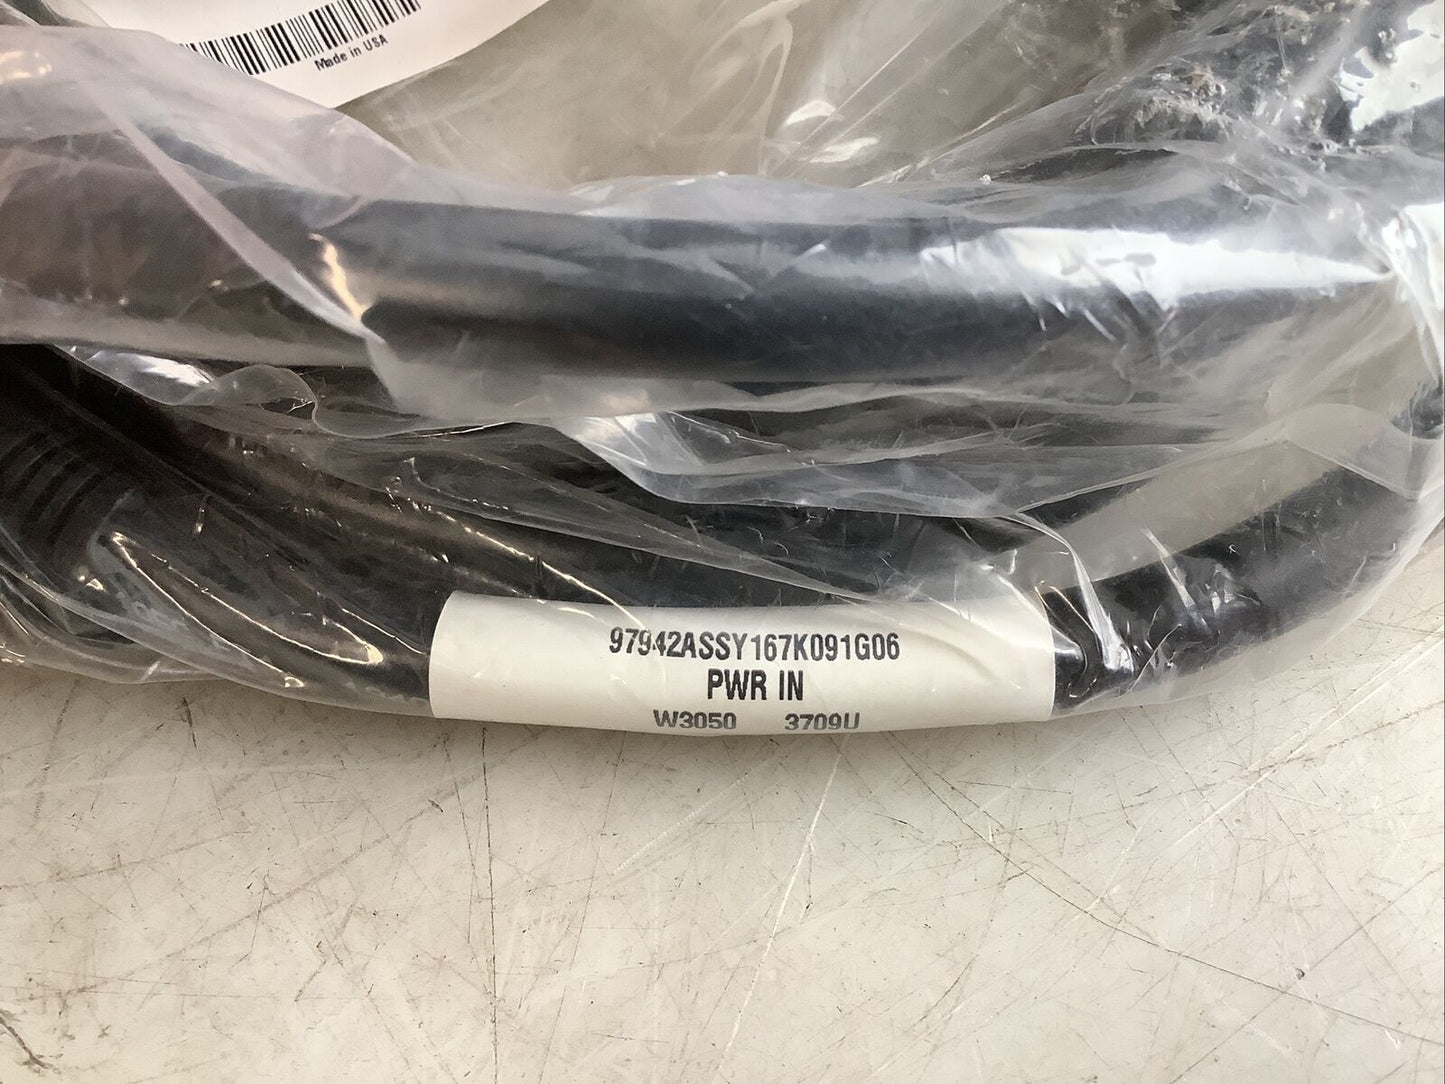 Made in USA
97942ASSY167K091G06
PWR IN
W3050 3709U